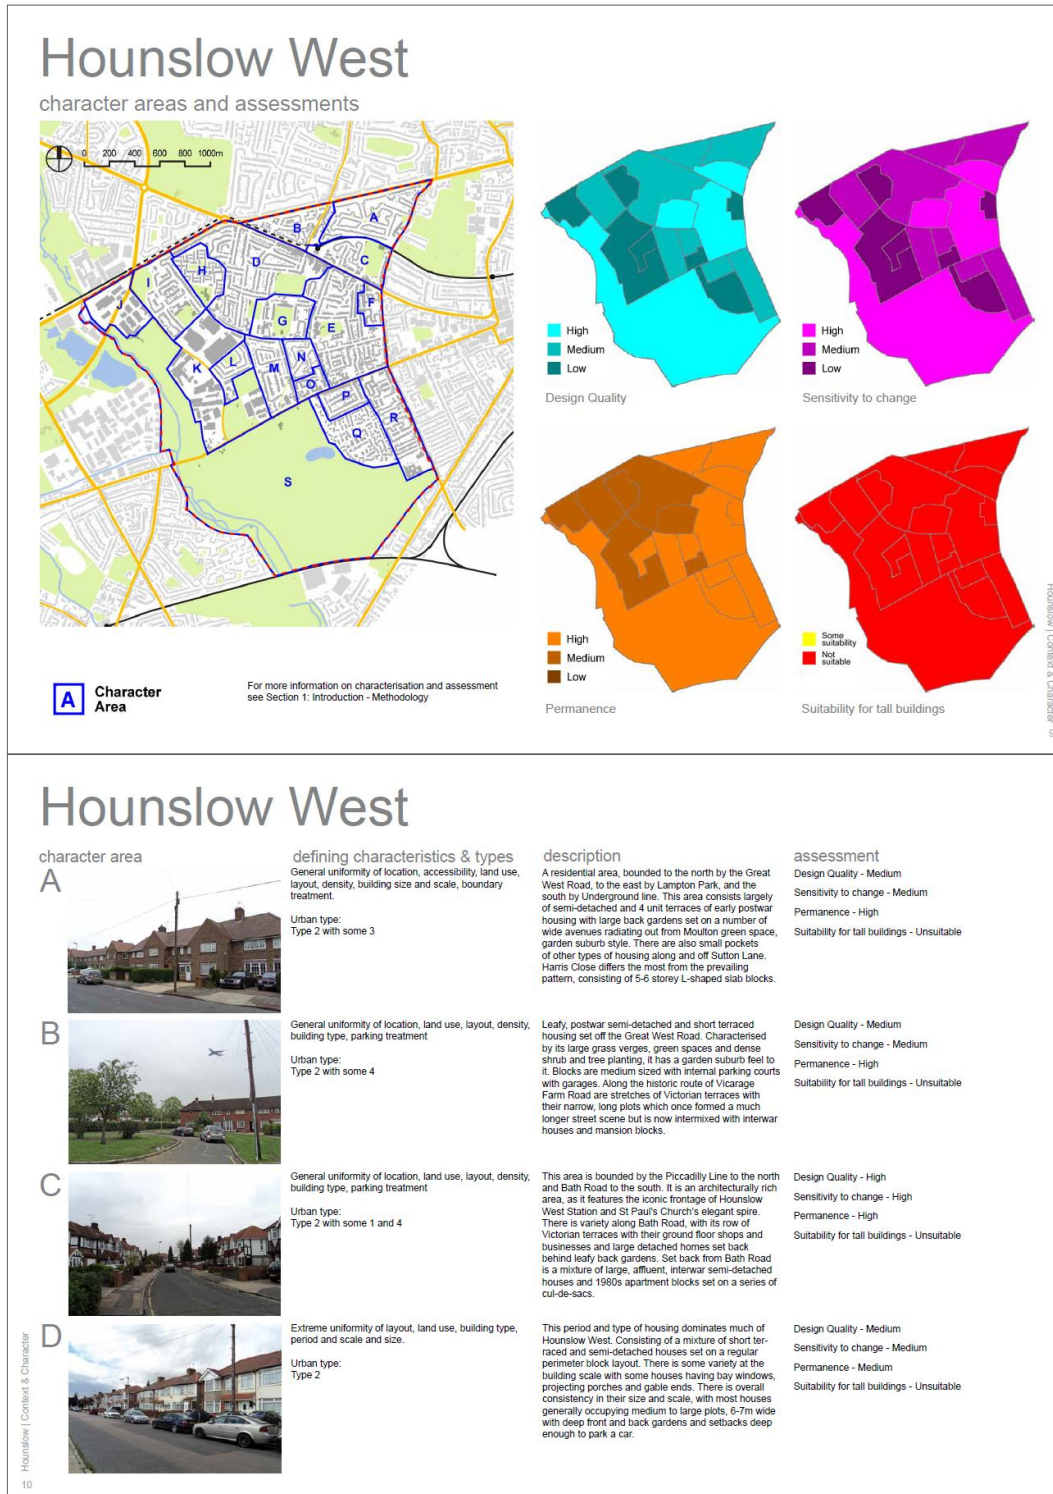 Hounslow West
character areas and assessments
0 200 400 600 800 1000m
A
B
C
D
H
I
J
F
G
E
K
L
M
N
O
P
R
Q
S
High
Medium
Low
Design Quality
High
Medium
Low
Sensitivity to change
High
Medium
Low
Permanence
Some
suitability
Not
suitable
Suitability for tall buildings
A
Character
Area
For more information on characterisation and assessment
see Section 1: Introduction - Methodology
Hounslow | Context & Character
Hounslow West
character area
defining characteristics & types
description
assessment
A
General uniformity of location, accessibility, land use,
layout, density, building size and scale, boundary
treatment.
Urban type:
Type 2 with some 3
A residential area, bounded to the north by the Great
West Road, to the east by Lampton Park, and the
south by Underground line. This area consists largely
of semi-detached and 4 unit terraces of early postwar
housing with large back gardens set on a number of
wide avenues radiating out from Moulton green space,
garden suburb style. There are also small pockets
of other types of housing along and off Sutton Lane.
Harris Close differs the most from the prevailing
pattern, consisting of 5-6 storey L-shaped slab blocks.
Design Quality - Medium
Sensitivity to change - Medium
Permanence - High
Suitability for tall buildings - Unsuitable
B
General uniformity of location, land use, layout, density,
building type, parking treatment
Urban type:
Type 2 with some 4
Leafy, postwar semi-detached and short terraced
housing set off the Great West Road. Characterised
by its large grass verges, green spaces and dense
shrub and tree planting, it has a garden suburb feel to
it. Blocks are medium sized with internal parking courts
with garages. Along the historic route of Vicarage
Farm Road are stretches of Victorian terraces with
their narrow, long plots which once formed a much
longer street scene but is now intermixed with interwar
houses and mansion blocks.
Design Quality - Medium
Sensitivity to change - Medium
Permanence - High
Suitability for tall buildings - Unsuitable
C
General uniformity of location, land use, layout, density,
building type, parking treatment
Urban type:
Type 2 with some 1 and 4
This area is bounded by the Piccadilly Line to the north
and Bath Road to the south. It is an architecturally rich
area, as it features the iconic frontage of Hounslow
West Station and St Paul's Church's elegant spire.
There is variety along Bath Road, with its row of
Victorian terraces with their ground floor shops and
businesses and large detached homes set back
behind leafy back gardens. Set back from Bath Road
is a mixture of large, affluent, interwar semi-detached
houses and 1980s apartment blocks set on a series of
cul-de-sacs.
Design Quality - High
Sensitivity to change - High
Permanence - High
Suitability for tall buildings - Unsuitable
D
Extreme uniformity of layout, land use, building type,
period and scale and size.
Urban type:
Type 2
This period and type of housing dominates much of
Hounslow West. Consisting of a mixture of short ter-
raced and semi-detached houses set on a regular
perimeter block layout. There is some variety at the
building scale with some houses having bay windows,
projecting porches and gable ends. There is overall
consistency in their size and scale, with most houses
generally occupying medium to large plots, 6-7m wide
with deep front and back gardens and setbacks deep
enough to park a car.
Design Quality - Medium
Sensitivity to change - Medium
Permanence - Medium
Suitability for tall buildings - Unsuitable
Hounslow | Context & Character
10